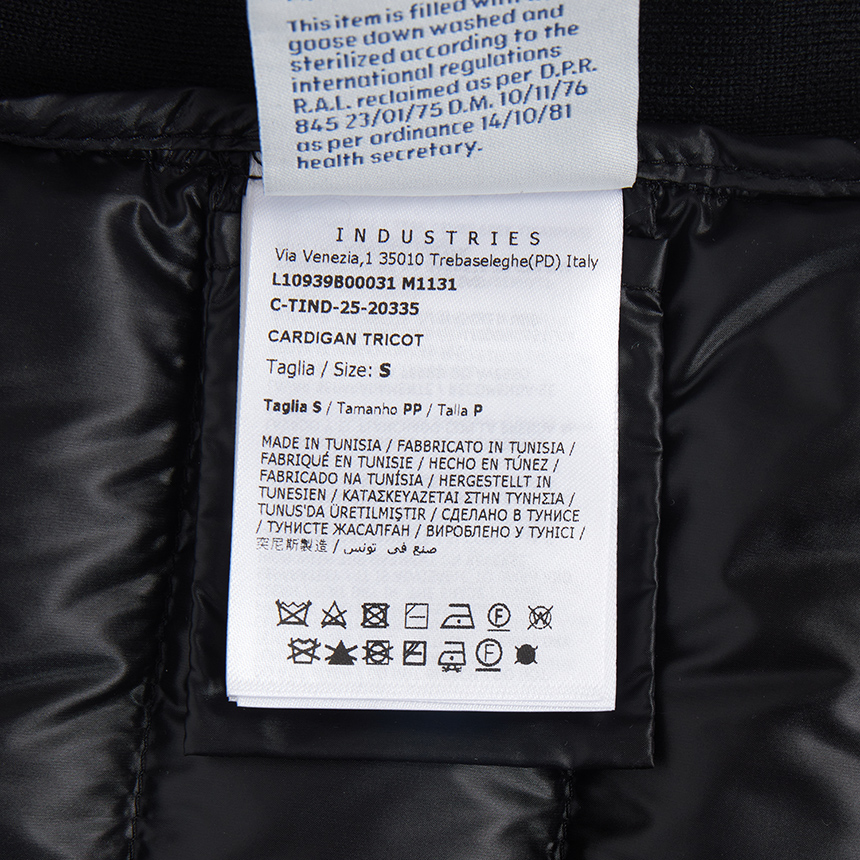 This item is filled with
goose down washed and
sterilized according to the
international regulations
R.A.L. reclaimed as per D.P.R.
845 23/01/75 D.M. 10/11/76
as per ordinance 14/10/81
health secretary.
INDUSTRIES
Via Venezia,1 35010 Trebaseleghe(PD) Italy
L10939B00031 M1131
C-TIND-25-20335
CARDIGAN TRICOT
Taglia / Size: S
Taglia S / Tamanho PP / Talla P
MADE IN TUNISIA / FABBRICATO IN TUNISIA /
FABRIQUÉ EN TUNISIE / HECHO EN TÚNEZ /
FABRICADO NA TUNÍSIA / HERGESTELLT IN
TUNESIEN / ΚΑΤΑΣΚΕΥΑΖΕΤΑΙ ΣΤΗΝ ΤΥΝΗΣΙΑ /
TUNUS'DA ÜRETILMIŞTIR / СДЕЛАНО В ТУНИСЕ
/ ТУНИСТЕ ЖАСАЛҒАН / ВИРОБЛЕНО У ТУНІСІ /
突尼斯製造 / صنع في تونس
F
W
F